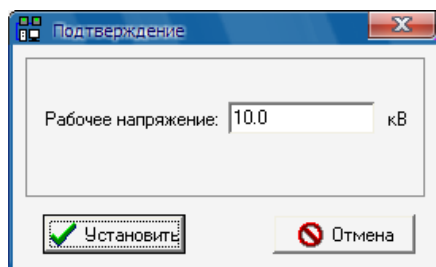 Подтверждение
Рабочее напряжение: 10.0 кВ
Установить Отмена